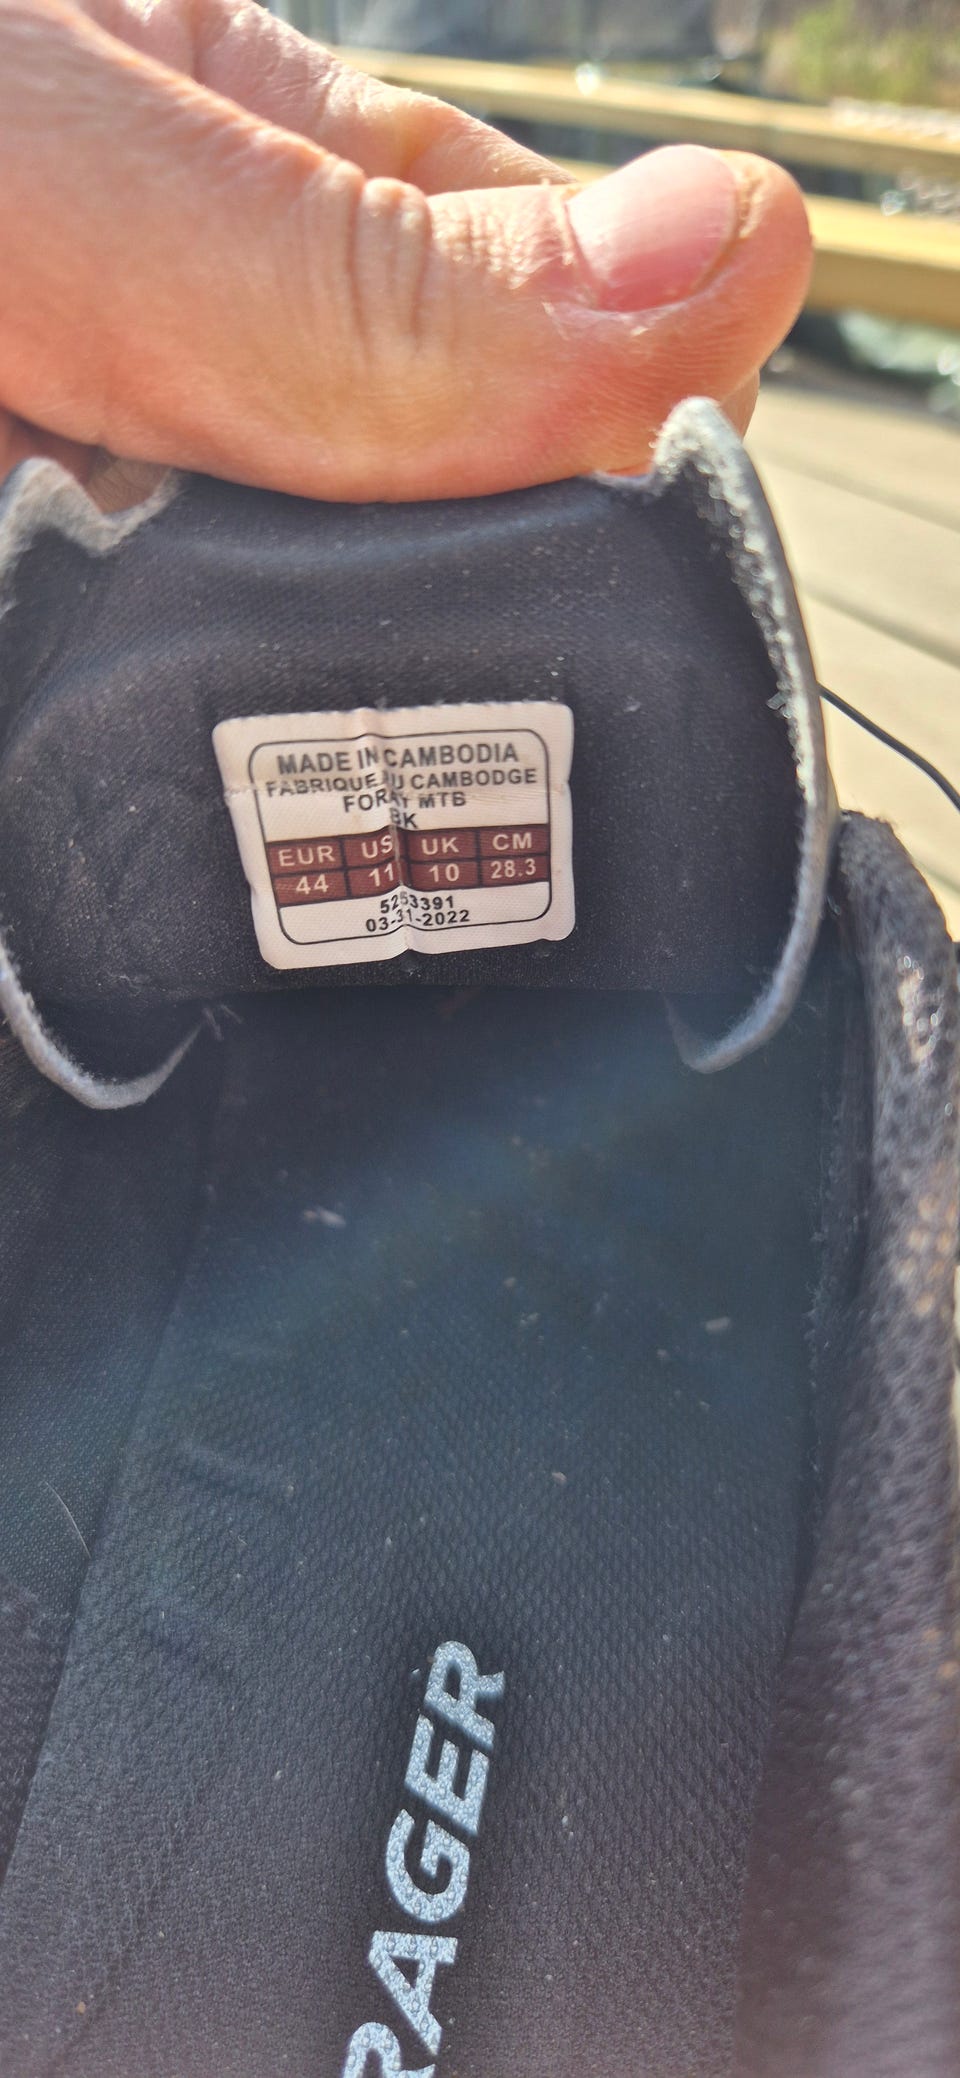 MADE IN CAMBODIA
FABRIQUE AU CAMBODGE
FORAY MTB
BK
EUR US UK CM
44 11 10 28.3
5253391
03-31-2022
RAGER